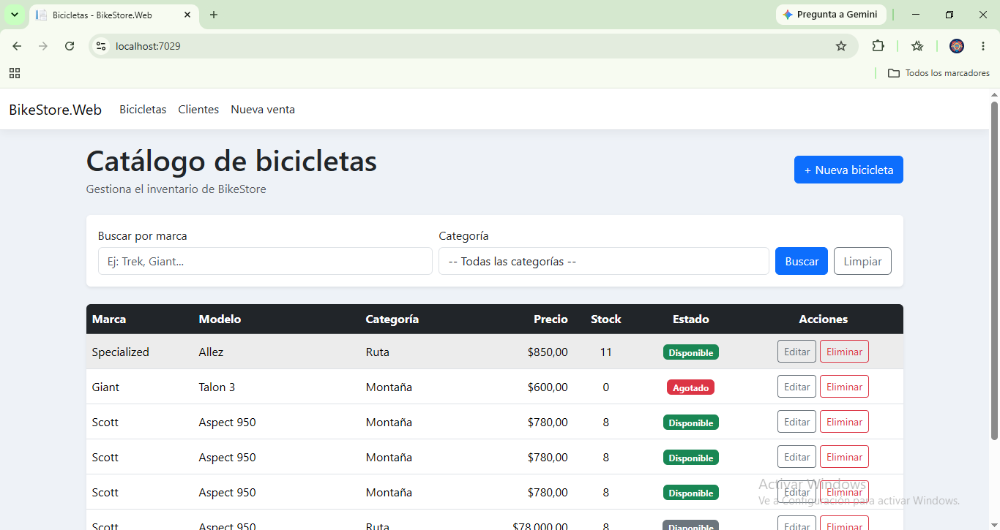 Bicicletas - BikeStore.Web
Pregunta a Gemini
localhost:7029
Todos los marcadores
BikeStore.Web Bicicletas Clientes Nueva venta
Catálogo de bicicletas
+ Nueva bicicleta
Gestiona el inventario de BikeStore
Buscar por marca Categoría
Ej: Trek, Giant... -- Todas las categorías -- Buscar Limpiar
Marca Modelo Categoría Precio Stock Estado Acciones
Specialized Allez Ruta $850,00 11 Disponible Editar Eliminar
Giant Talon 3 Montaña $600,00 0 Agotado Editar Eliminar
Scott Aspect 950 Montaña $780,00 8 Disponible Editar Eliminar
Scott Aspect 950 Montaña $780,00 8 Disponible Editar Eliminar
Scott Aspect 950 Montaña $780,00 8 Disponible Editar Eliminar
Activar Windows
Ve a Configuración para activar Windows.
Scott Aspect 950 Ruta $78.000,00 8 Disponible Editar Eliminar